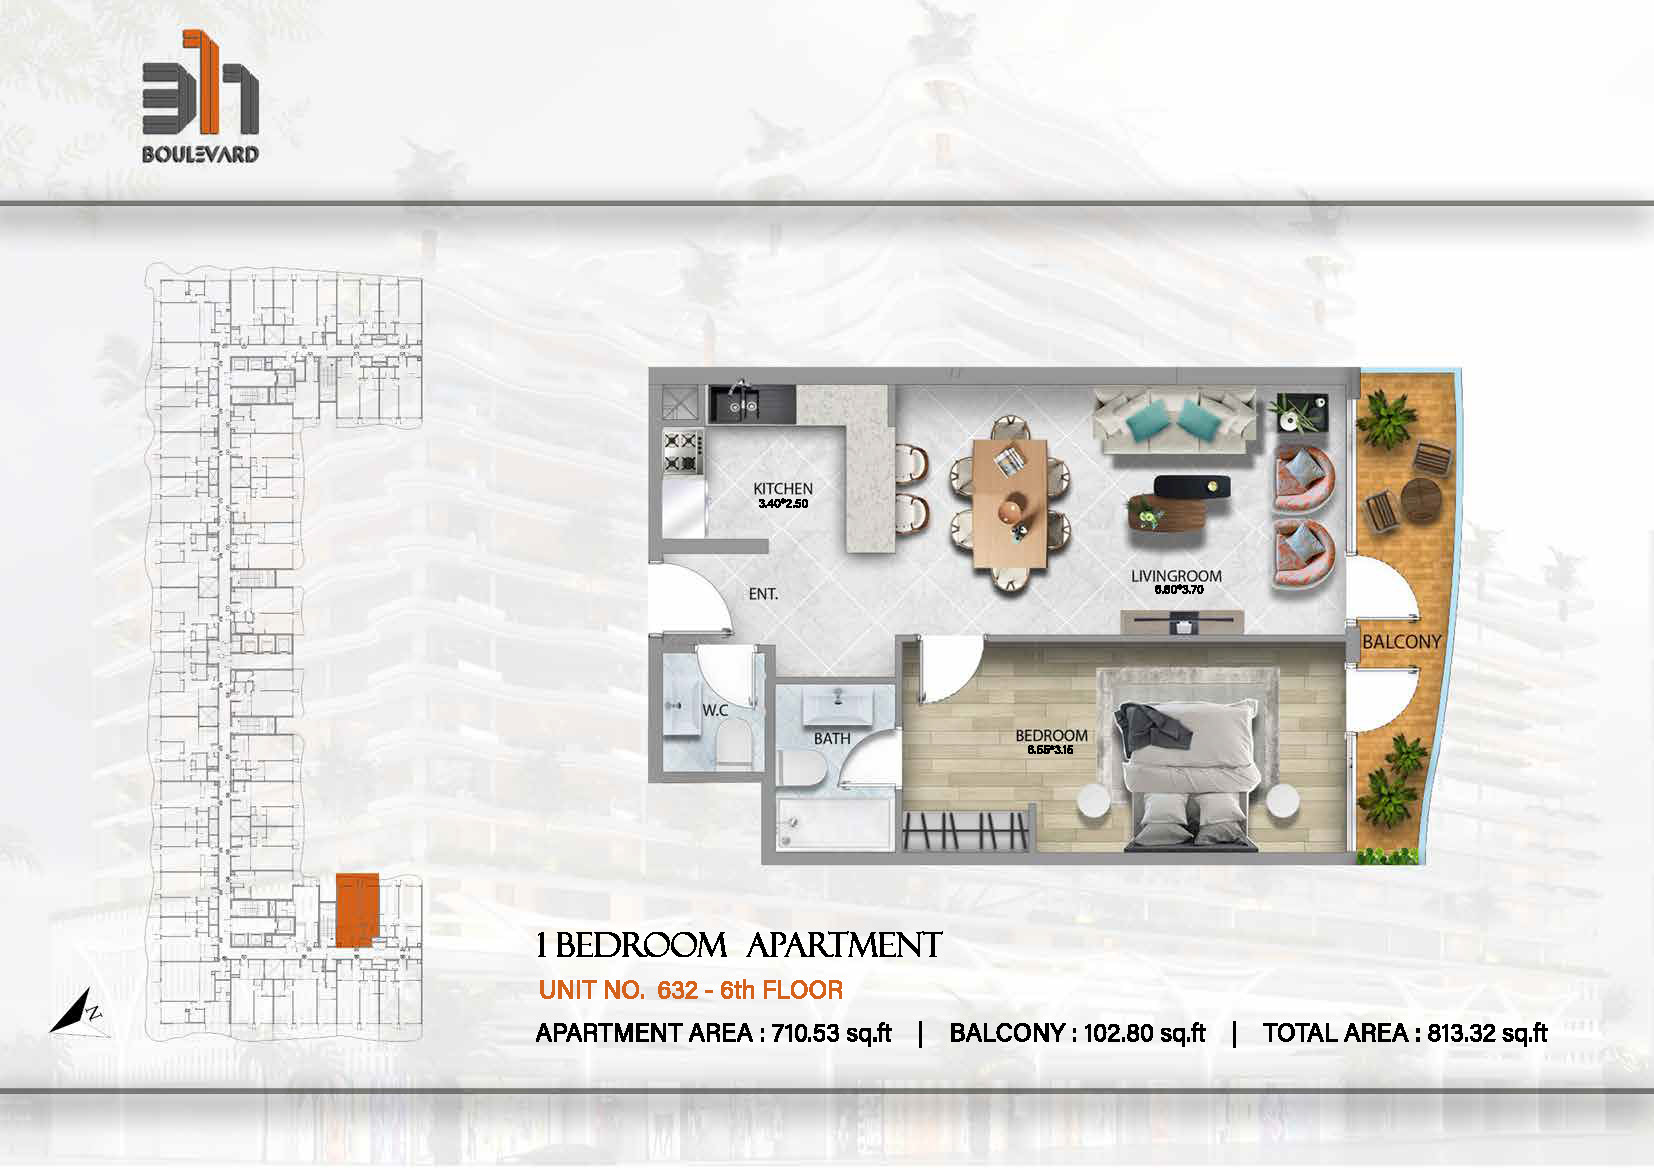 311
BOULEVARD
KITCHEN
3.40*2.50
ENT.
LIVINGROOM
6.60*3.70
BALCONY
W.C
BATH
BEDROOM
6.55*3.15
Z
1 BEDROOM APARTMENT
UNIT NO. 632 - 6th FLOOR
APARTMENT AREA : 710.53 sq.ft | BALCONY : 102.80 sq.ft | TOTAL AREA : 813.32 sq.ft